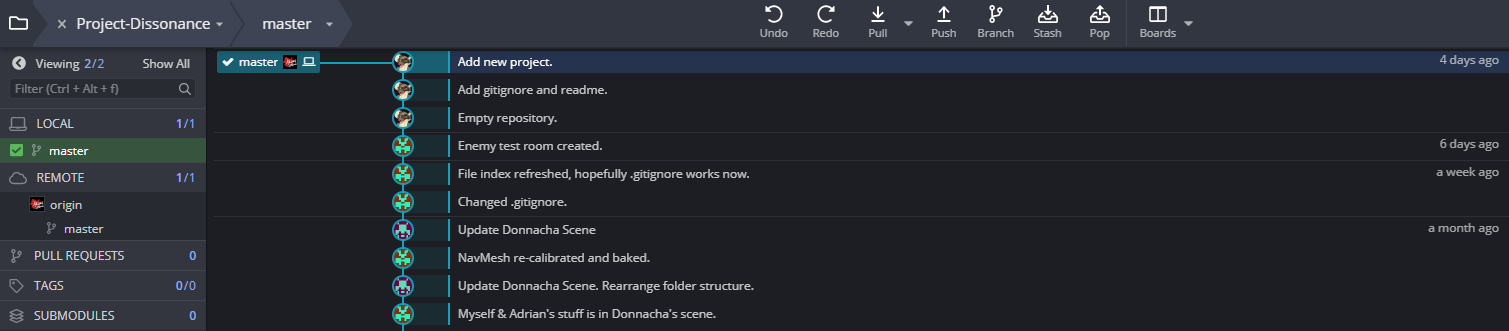 Project-Dissonance
master
Undo
Redo
Pull
Push
Branch
Stash
Pop
Boards
Viewing 2/2
Show All
Filter (Ctrl + Alt + f)
LOCAL 1/1
master
REMOTE 1/1
origin
master
PULL REQUESTS 0
TAGS 0/0
SUBMODULES 0
master
Add new project.
4 days ago
Add gitignore and readme.
Empty repository.
Enemy test room created.
6 days ago
File index refreshed, hopefully .gitignore works now.
a week ago
Changed .gitignore.
Update Donnacha Scene
a month ago
NavMesh re-calibrated and baked.
Update Donnacha Scene. Rearrange folder structure.
Myself & Adrian's stuff is in Donnacha's scene.